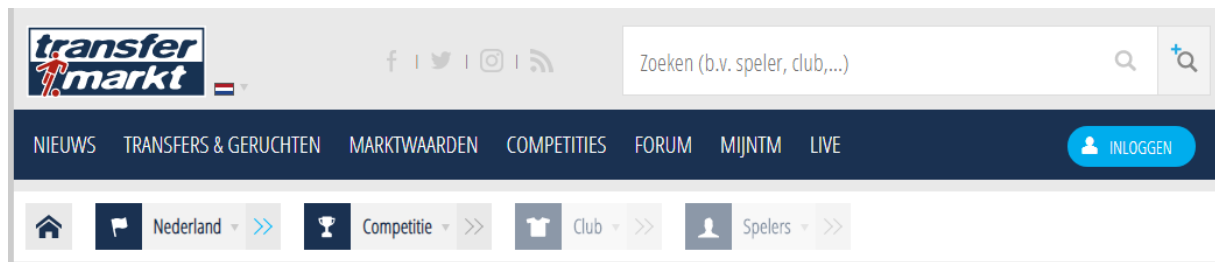 transfer
markt
Zoeken (b.v. speler, club,...)
NIEUWS TRANSFERS & GERUCHTEN MARKTWAARDEN COMPETITIES FORUM MIJNTM LIVE INLOGGEN
Nederland Competitie Club Spelers